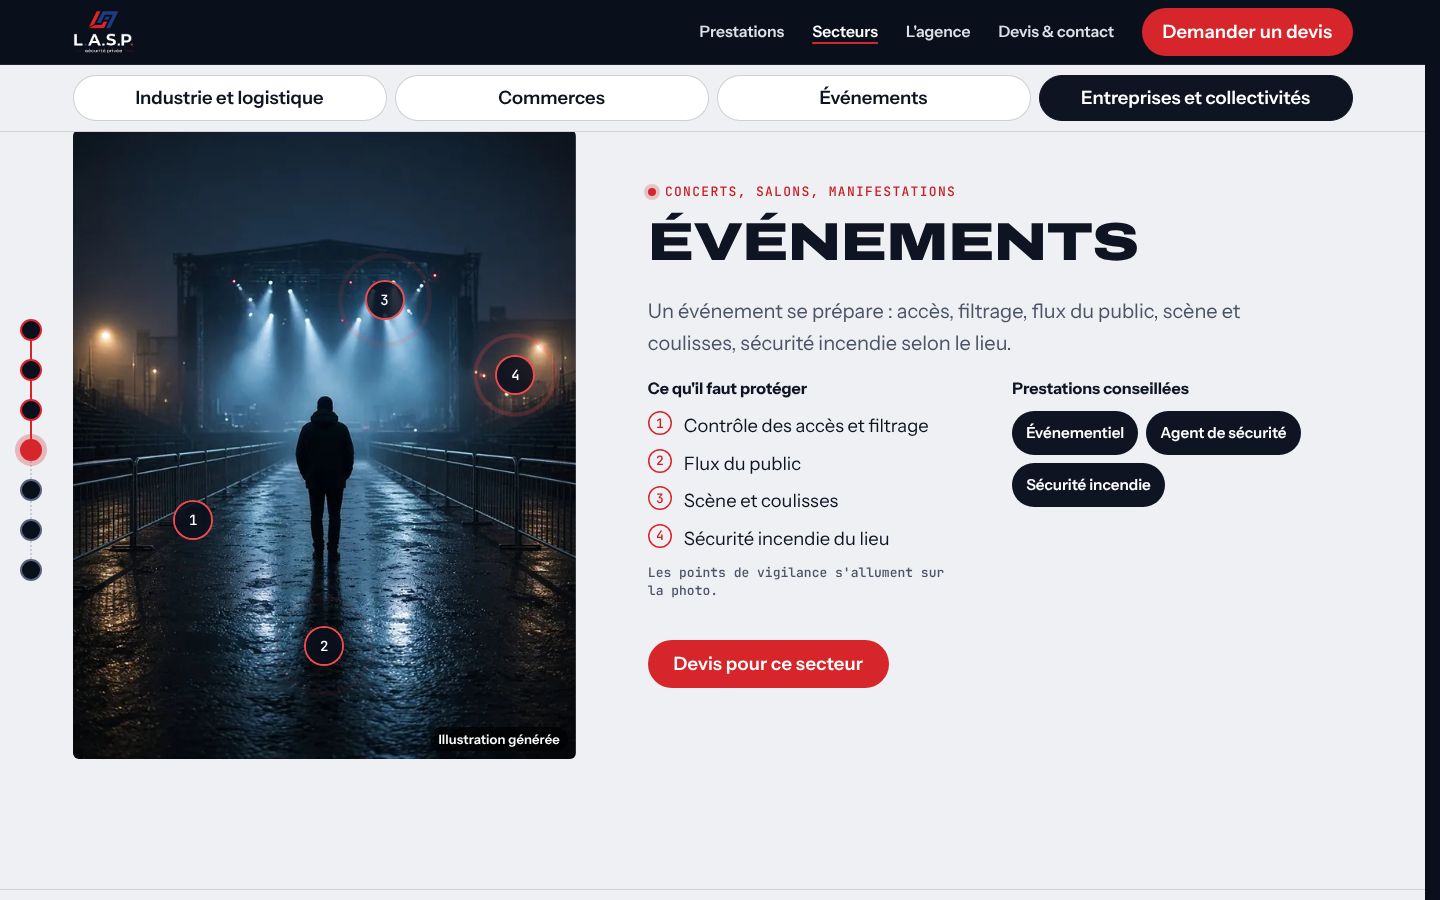 L.A.S.P.
sécurité privée
Prestations
Secteurs
L'agence
Devis & contact
Demander un devis
Industrie et logistique
Commerces
Événements
Entreprises et collectivités
CONCERTS, SALONS, MANIFESTATIONS
ÉVÉNEMENTS
Un événement se prépare : accès, filtrage, flux du public, scène et
coulisses, sécurité incendie selon le lieu.
Ce qu'il faut protéger
1 Contrôle des accès et filtrage
2 Flux du public
3 Scène et coulisses
4 Sécurité incendie du lieu
Les points de vigilance s'allument sur
la photo.
Prestations conseillées
Événementiel
Agent de sécurité
Sécurité incendie
Devis pour ce secteur
3
4
1
2
Illustration générée